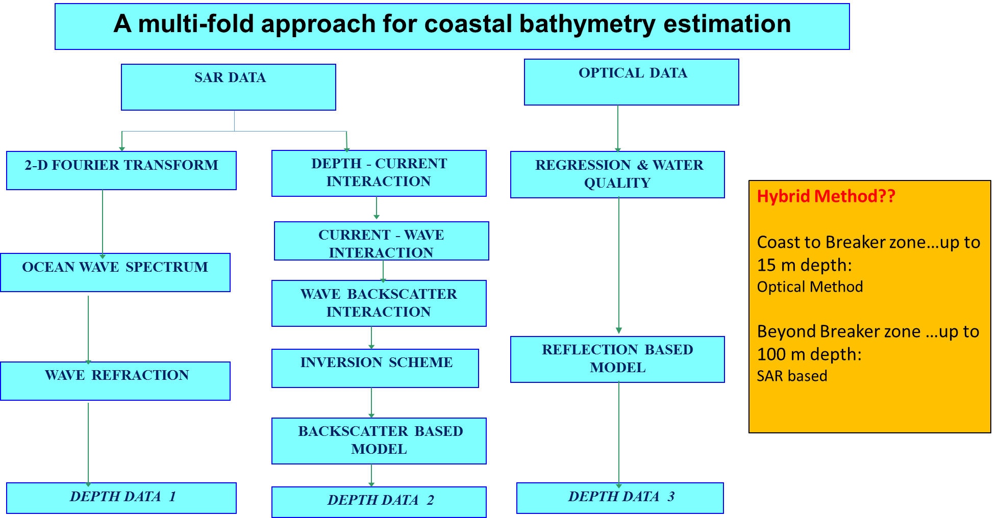 A multi-fold approach for coastal bathymetry estimation
SAR DATA
OPTICAL DATA
2-D FOURIER TRANSFORM
DEPTH - CURRENT
INTERACTION
REGRESSION & WATER
QUALITY
CURRENT - WAVE
INTERACTION
OCEAN WAVE SPECTRUM
WAVE BACKSCATTER
INTERACTION
INVERSION SCHEME
REFLECTION BASED
MODEL
WAVE REFRACTION
BACKSCATTER BASED
MODEL
DEPTH DATA 1
DEPTH DATA 2
DEPTH DATA 3
Hybrid Method??
Coast to Breaker zone...up to
15 m depth:
Optical Method
Beyond Breaker zone ...up to
100 m depth:
SAR based